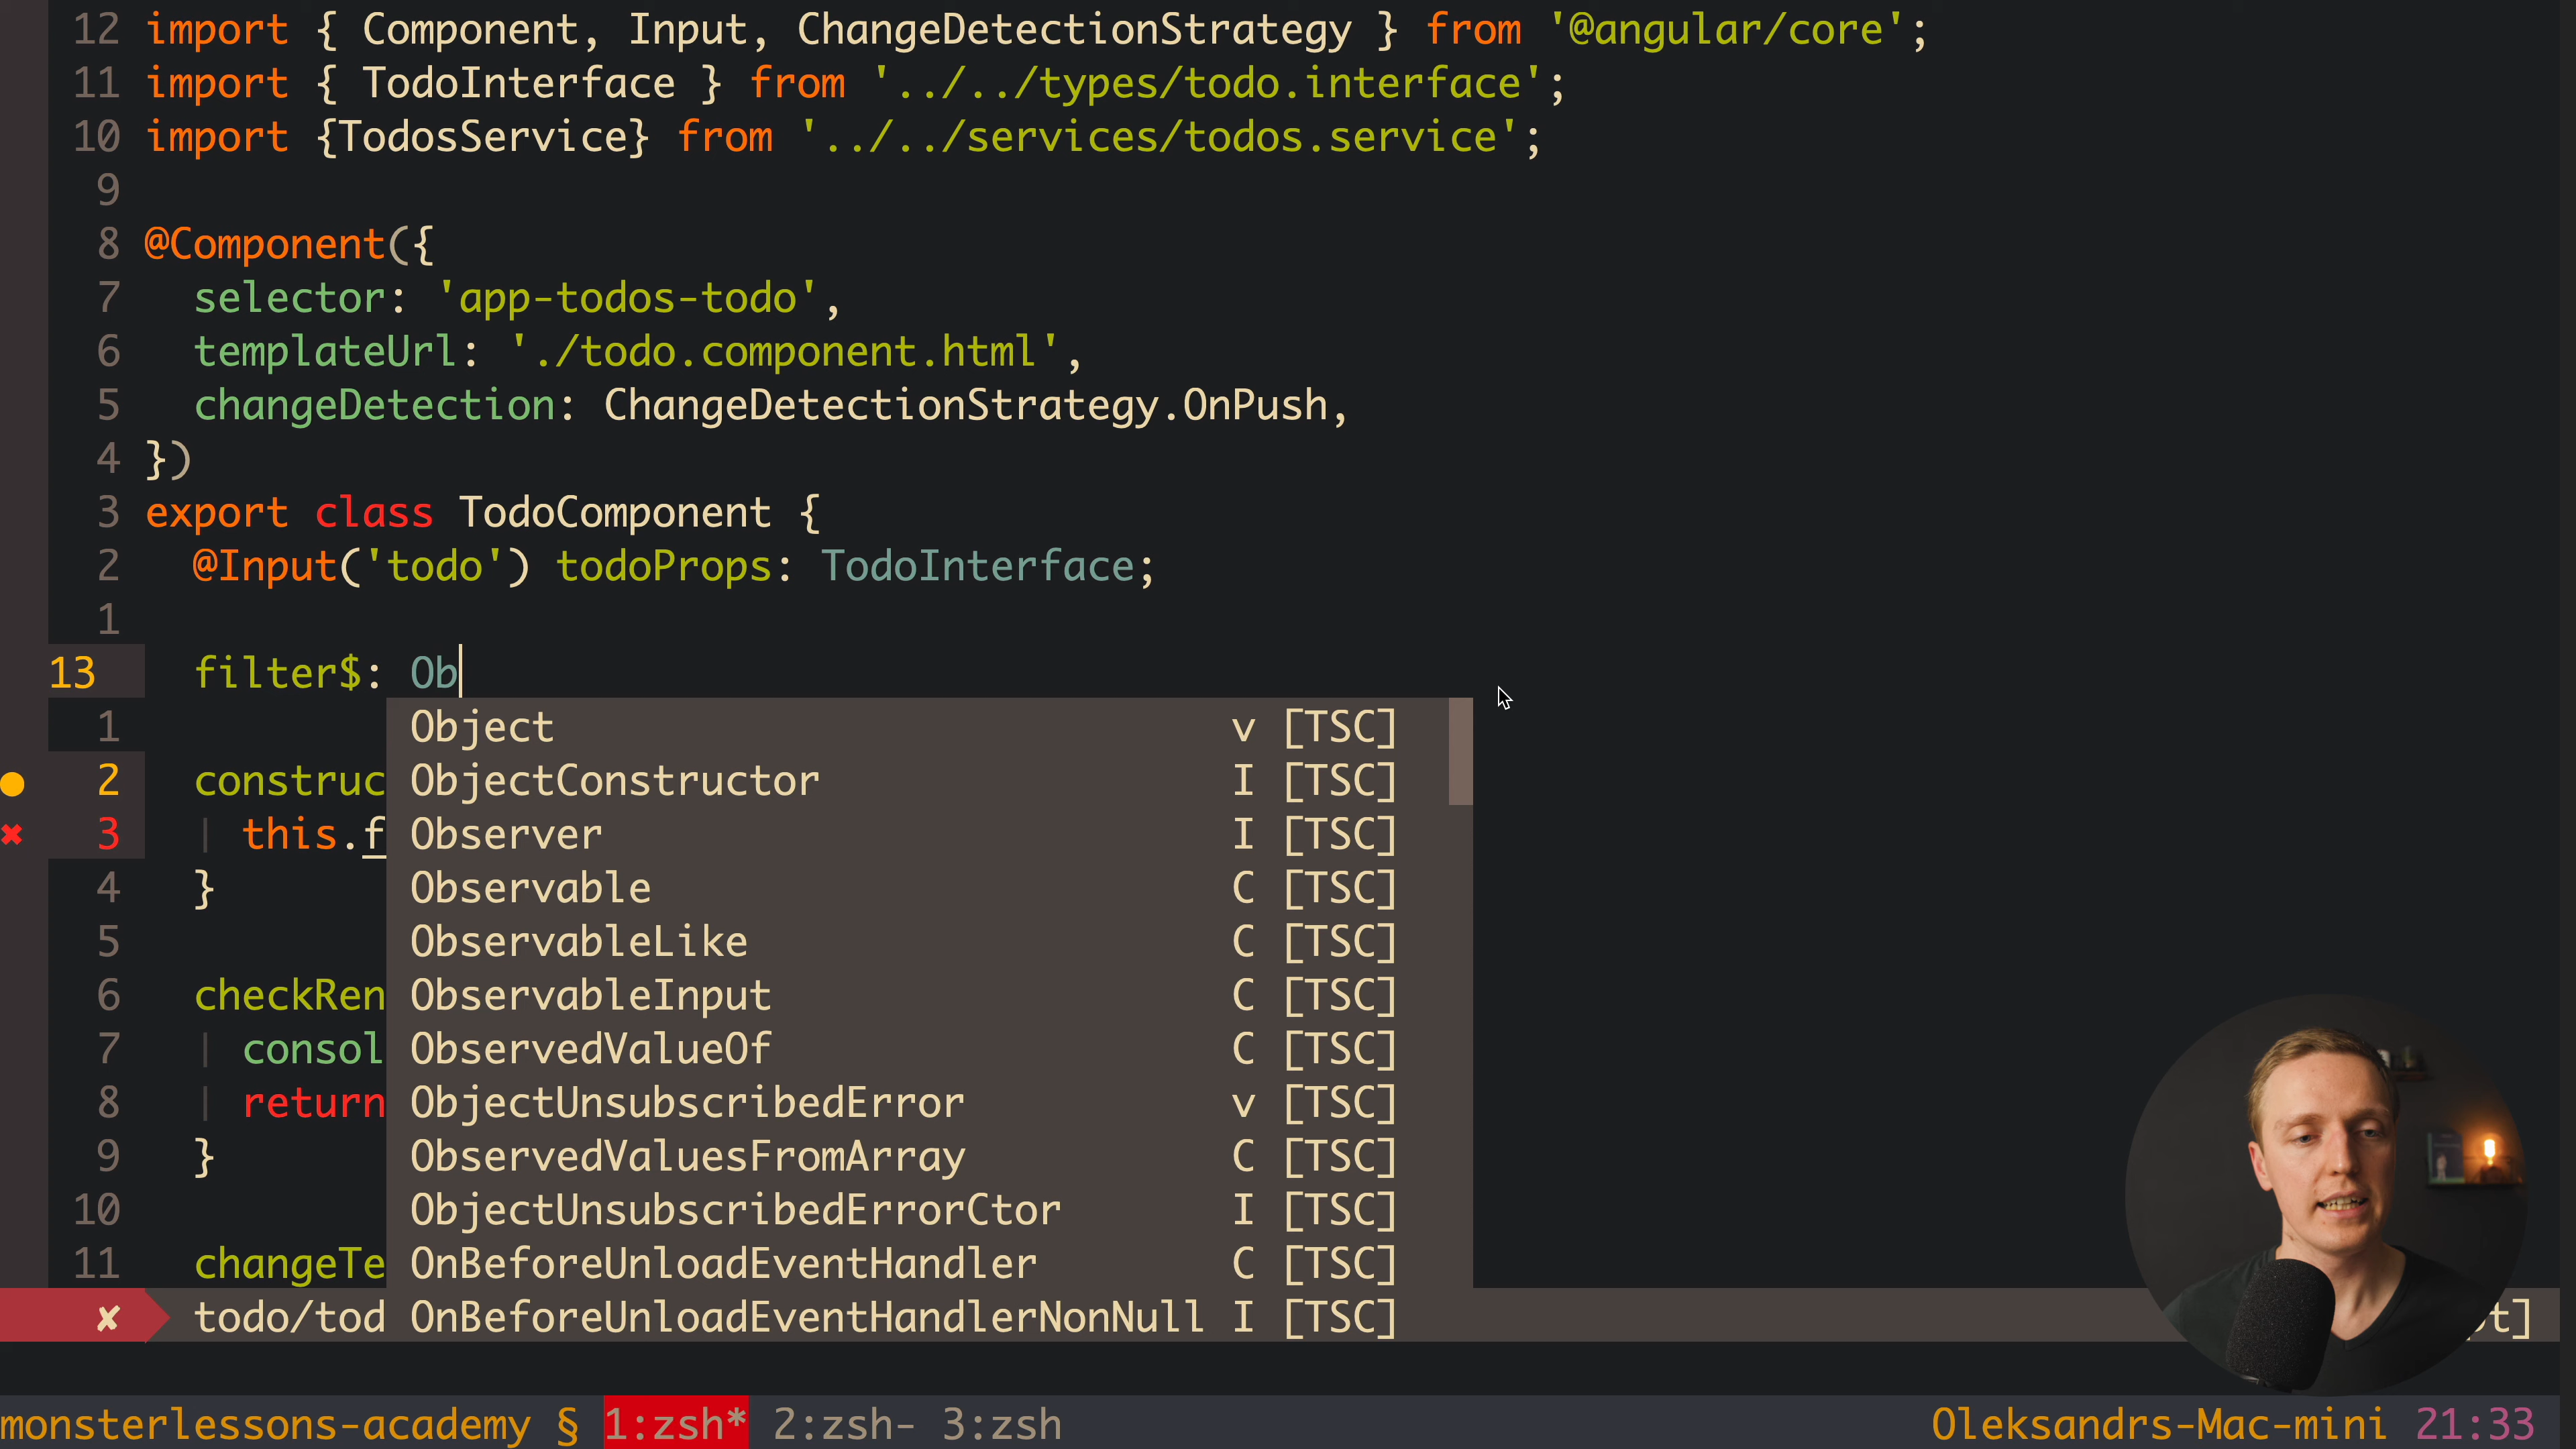 12 import { Component, Input, ChangeDetectionStrategy } from '@angular/core';
11 import { TodoInterface } from '../../types/todo.interface';
10 import {TodosService} from '../../services/todos.service';
9
8 @Component({
7 selector: 'app-todos-todo',
6 templateUrl: './todo.component.html',
5 changeDetection: ChangeDetectionStrategy.OnPush,
4 })
3 export class TodoComponent {
2 @Input('todo') todoProps: TodoInterface;
1
13 filter$: Ob
1 Object v [TSC]
2 construc ObjectConstructor I [TSC]
✖ 3 | this.f Observer I [TSC]
4 } Observable C [TSC]
5 ObservableLike C [TSC]
6 checkRen ObservableInput C [TSC]
7 | consol ObservedValueOf C [TSC]
8 | return ObjectUnsubscribedError v [TSC]
9 } ObservedValuesFromArray C [TSC]
10 ObjectUnsubscribedErrorCtor I [TSC]
11 changeTe OnBeforeUnloadEventHandler C [TSC]
✘ todo/tod OnBeforeUnloadEventHandlerNonNull I [TSC] t]
monsterlessons-academy § 1:zsh* 2:zsh- 3:zsh Oleksandrs-Mac-mini 21:33